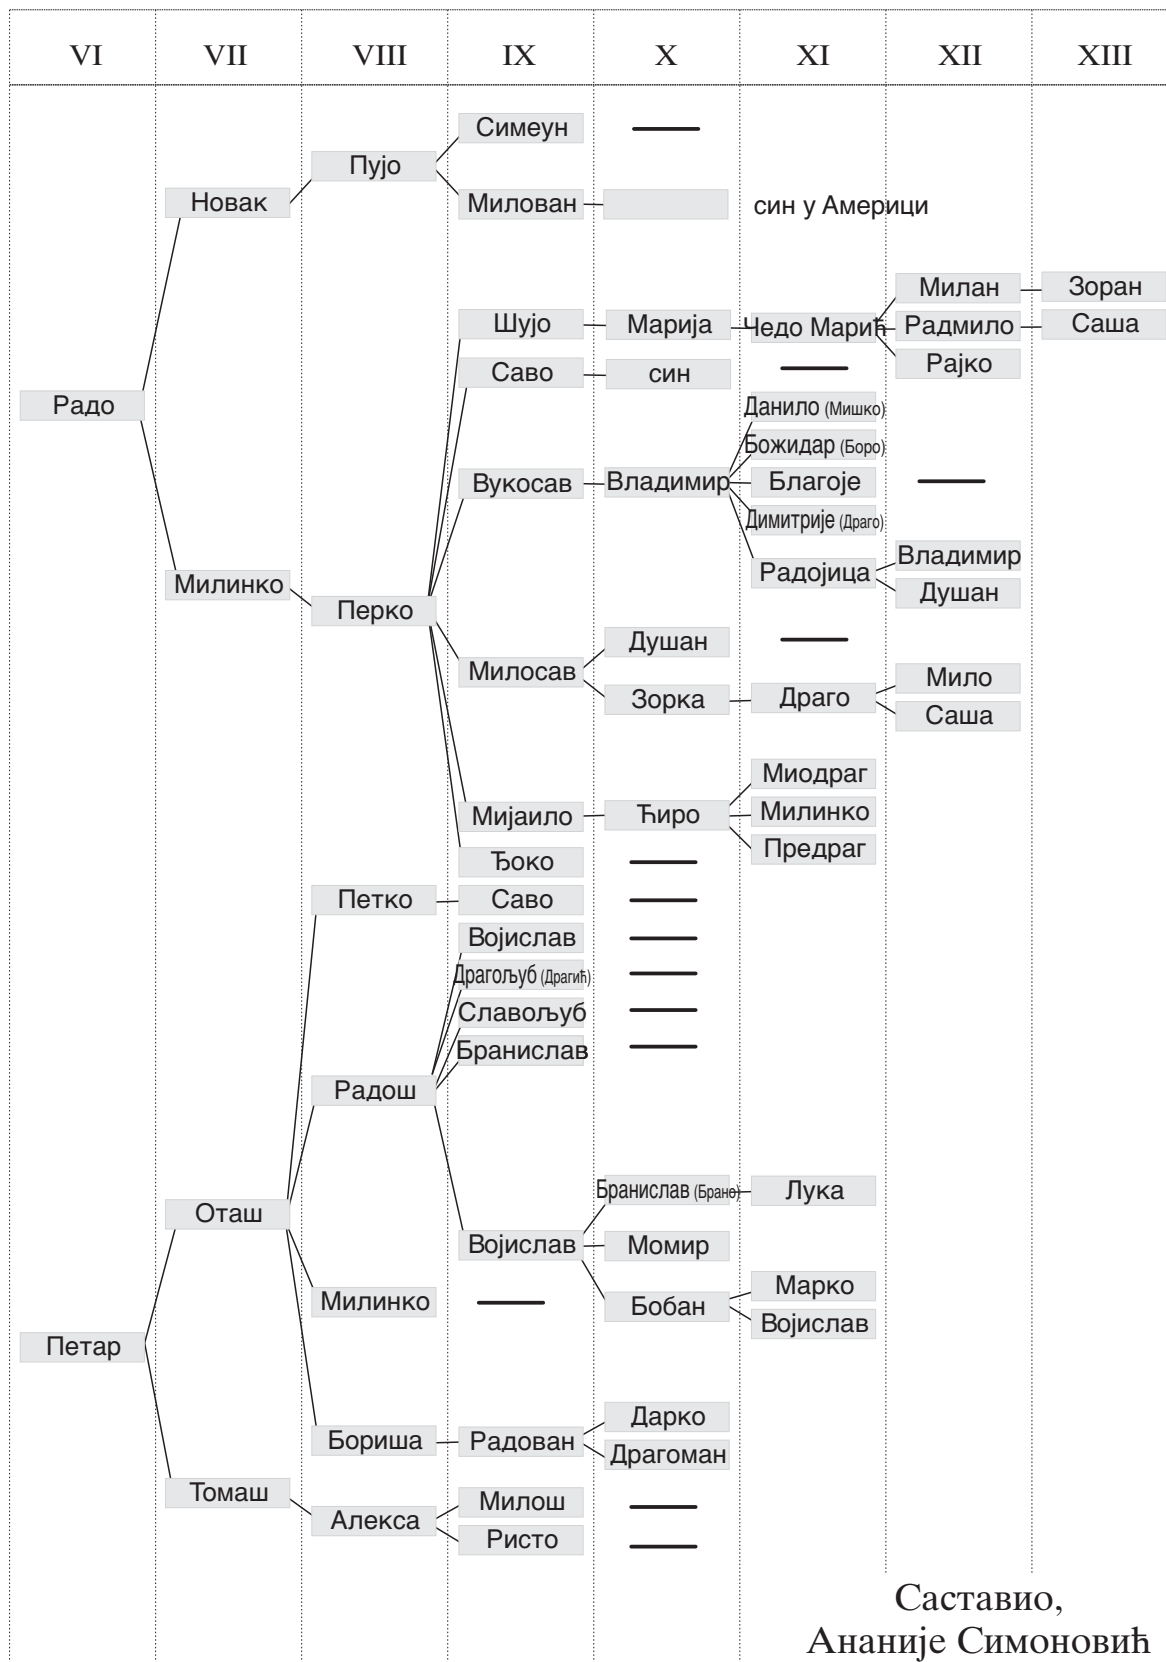 VI VII VIII IX X XI XII XIII
Симеун
Пујо
Новак
Милован
син у Америци
Милан Зоран
Шујо Марија Чедо Марић Радмило Саша
Рајко
Саво син
Радо
Данило (Мишко)
Божидар (Боро)
Вукосав Владимир Благоје
Димитрије (Драго)
Владимир
Радојица
Милинко
Душан
Перко
Душан
Милосав
Мило
Зорка Драго
Саша
Миодраг
Мијаило Ћиро Милинко
Предраг
Ђоко
Петко Саво
Војислав
Драгољуб (Драгић)
Славољуб
Бранислав
Радош
Бранислав (Брано) Лука
Оташ
Војислав Момир
Марко
Милинко
Бобан
Војислав
Петар
Дарко
Бориша Радован
Драгоман
Томаш
Милош
Алекса
Ристо
Саставио,
Ананије Симоновић